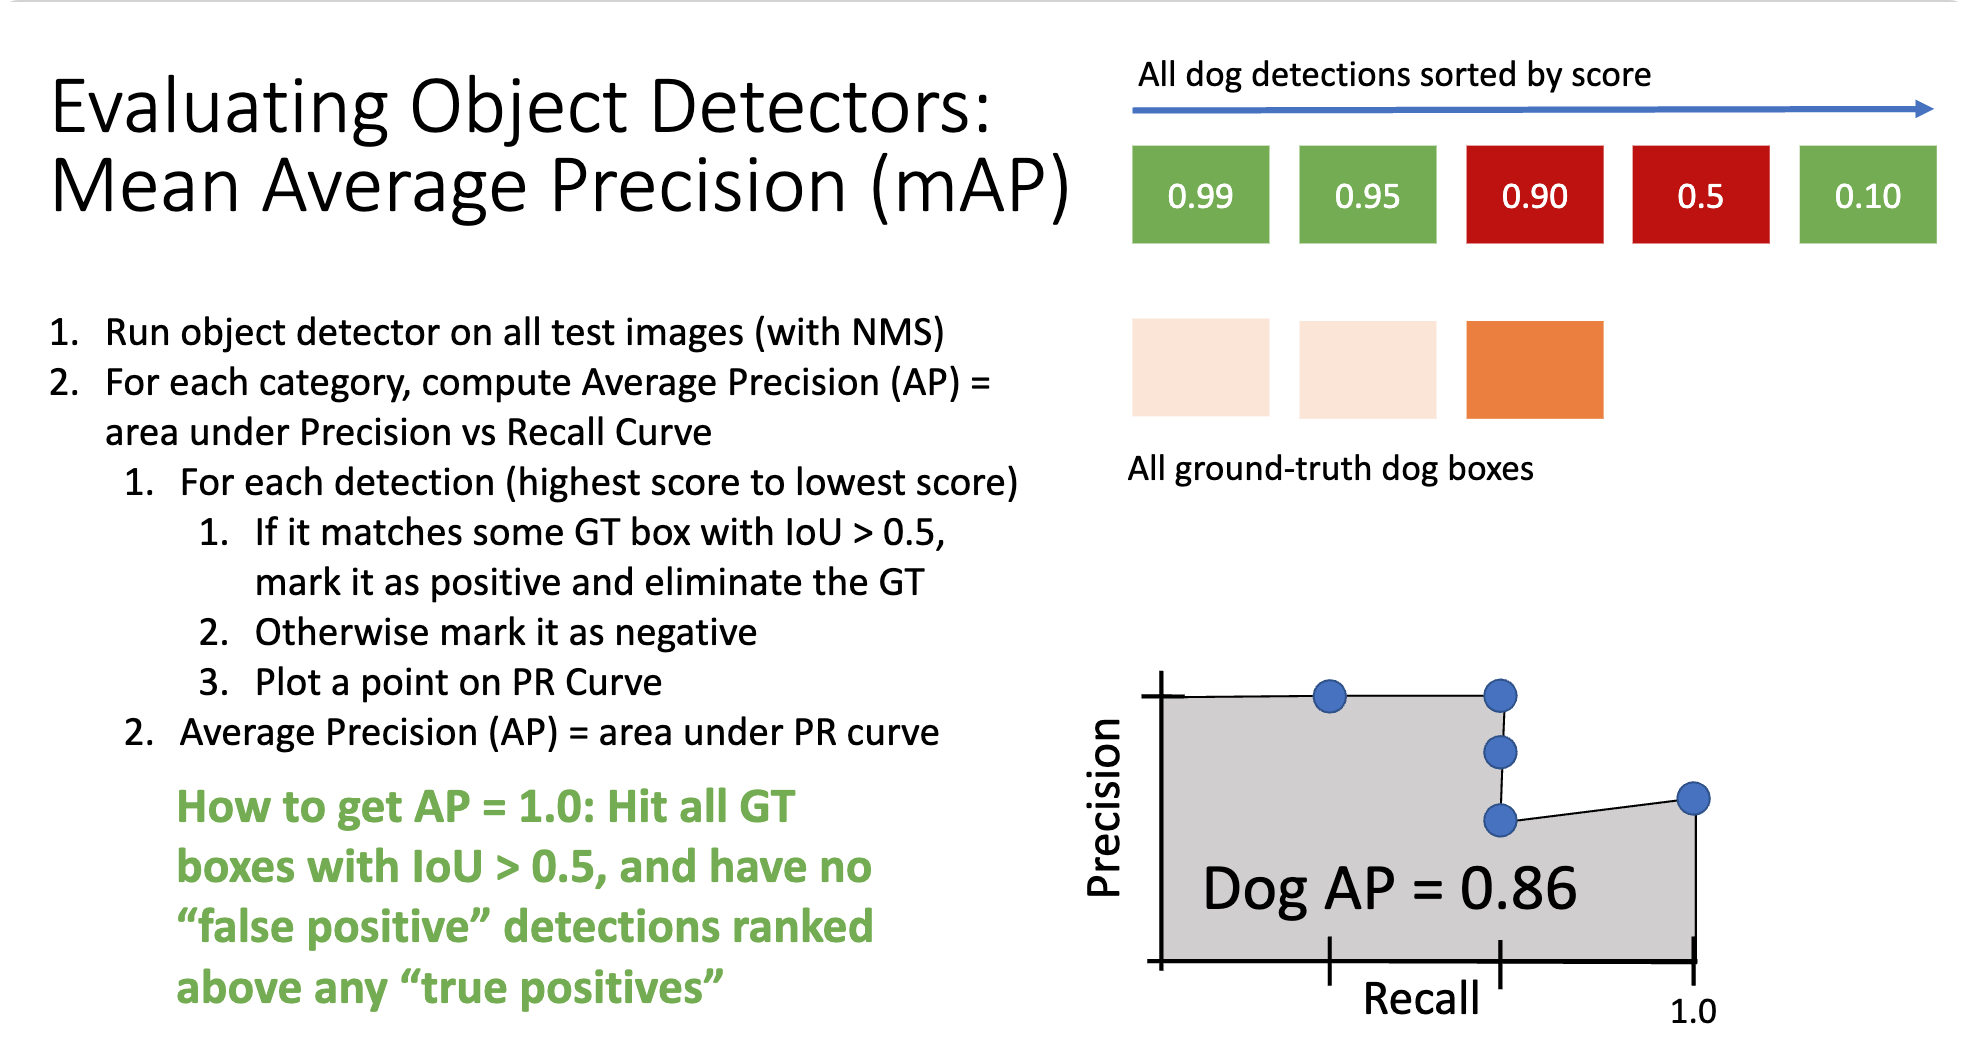 Evaluating Object Detectors:
Mean Average Precision (mAP)
1. Run object detector on all test images (with NMS)
2. For each category, compute Average Precision (AP) =
area under Precision vs Recall Curve
1. For each detection (highest score to lowest score)
1. If it matches some GT box with IoU > 0.5,
mark it as positive and eliminate the GT
2. Otherwise mark it as negative
3. Plot a point on PR Curve
2. Average Precision (AP) = area under PR curve
How to get AP = 1.0: Hit all GT
boxes with IoU > 0.5, and have no
“false positive” detections ranked
above any “true positives”
All dog detections sorted by score
0.99 0.95 0.90 0.5 0.10
All ground-truth dog boxes
Precision
Dog AP = 0.86
Recall
1.0